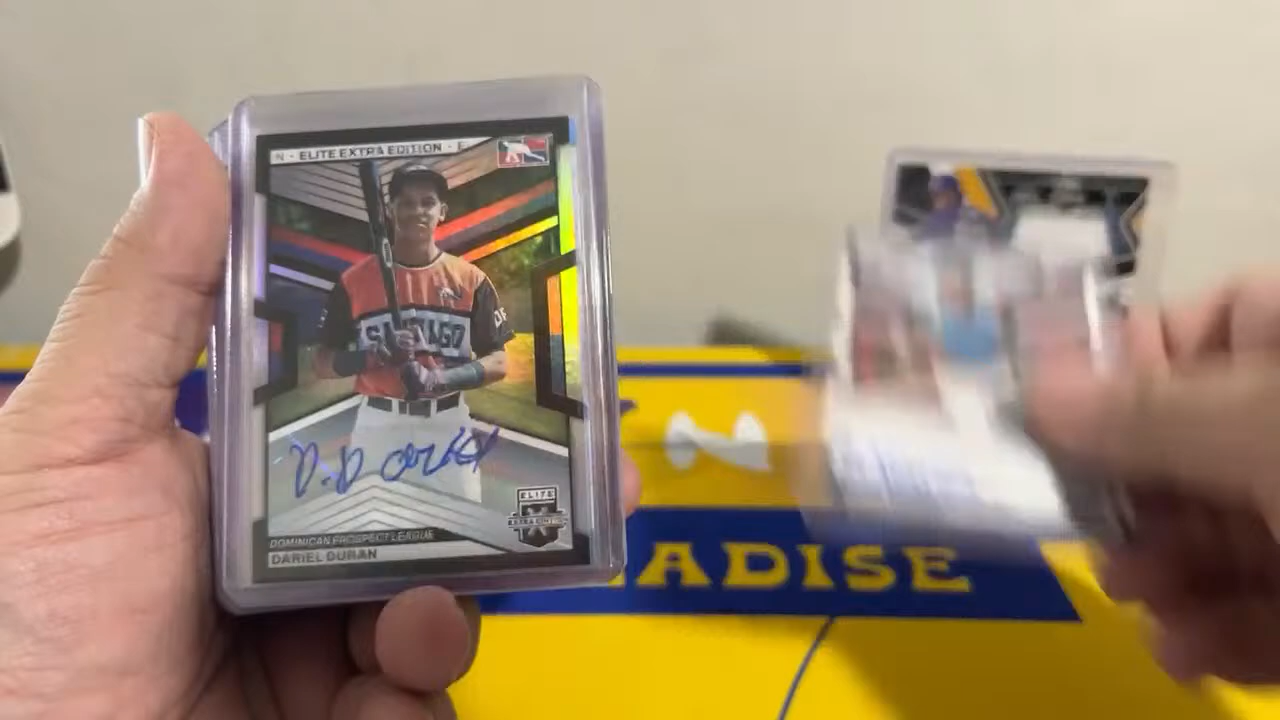 N · ELITE EXTRA EDITION · E
SANTIAGO
ELITE
EXTRA EDITION
DOMINICAN PROSPECT LEAGUE
DARIEL DURAN
ADISE